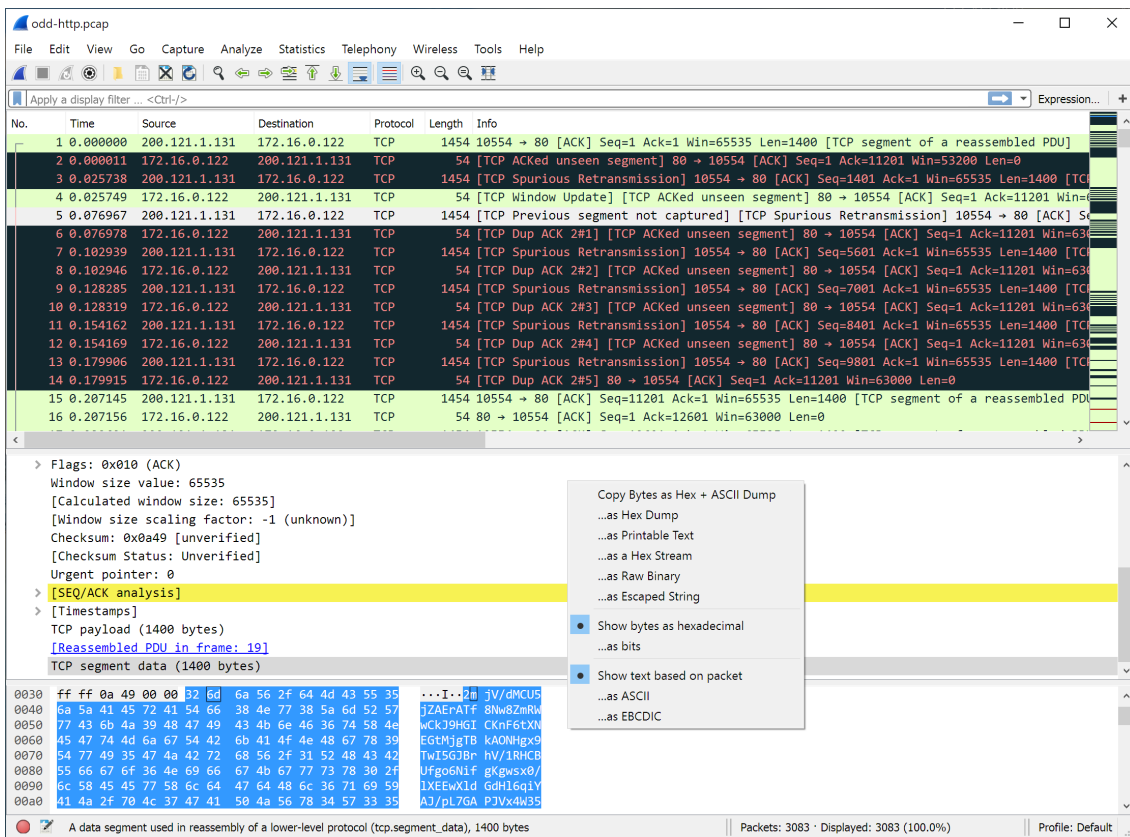 odd-http.pcap
File Edit View Go Capture Analyze Statistics Telephony Wireless Tools Help
Apply a display filter ... <Ctrl-/> Expression... +
No. Time Source Destination Protocol Length Info
1 0.000000 200.121.1.131 172.16.0.122 TCP 1454 10554 → 80 [ACK] Seq=1 Ack=1 Win=65535 Len=1400 [TCP segment of a reassembled PDU]
2 0.000011 172.16.0.122 200.121.1.131 TCP 54 [TCP ACKed unseen segment] 80 → 10554 [ACK] Seq=1 Ack=11201 Win=53200 Len=0
3 0.025738 200.121.1.131 172.16.0.122 TCP 1454 [TCP Spurious Retransmission] 10554 → 80 [ACK] Seq=1401 Ack=1 Win=65535 Len=1400 [TCP
4 0.025749 172.16.0.122 200.121.1.131 TCP 54 [TCP Window Update] [TCP ACKed unseen segment] 80 → 10554 [ACK] Seq=1 Ack=11201 Win=6
5 0.076967 200.121.1.131 172.16.0.122 TCP 1454 [TCP Previous segment not captured] [TCP Spurious Retransmission] 10554 → 80 [ACK] Se
6 0.076978 172.16.0.122 200.121.1.131 TCP 54 [TCP Dup ACK 2#1] [TCP ACKed unseen segment] 80 → 10554 [ACK] Seq=1 Ack=11201 Win=630
7 0.102939 200.121.1.131 172.16.0.122 TCP 1454 [TCP Spurious Retransmission] 10554 → 80 [ACK] Seq=5601 Ack=1 Win=65535 Len=1400 [TCP
8 0.102946 172.16.0.122 200.121.1.131 TCP 54 [TCP Dup ACK 2#2] [TCP ACKed unseen segment] 80 → 10554 [ACK] Seq=1 Ack=11201 Win=630
9 0.128285 200.121.1.131 172.16.0.122 TCP 1454 [TCP Spurious Retransmission] 10554 → 80 [ACK] Seq=7001 Ack=1 Win=65535 Len=1400 [TCP
10 0.128319 172.16.0.122 200.121.1.131 TCP 54 [TCP Dup ACK 2#3] [TCP ACKed unseen segment] 80 → 10554 [ACK] Seq=1 Ack=11201 Win=630
11 0.154162 200.121.1.131 172.16.0.122 TCP 1454 [TCP Spurious Retransmission] 10554 → 80 [ACK] Seq=8401 Ack=1 Win=65535 Len=1400 [TCP
12 0.154169 172.16.0.122 200.121.1.131 TCP 54 [TCP Dup ACK 2#4] [TCP ACKed unseen segment] 80 → 10554 [ACK] Seq=1 Ack=11201 Win=630
13 0.179906 200.121.1.131 172.16.0.122 TCP 1454 [TCP Spurious Retransmission] 10554 → 80 [ACK] Seq=9801 Ack=1 Win=65535 Len=1400 [TCP
14 0.179915 172.16.0.122 200.121.1.131 TCP 54 [TCP Dup ACK 2#5] 80 → 10554 [ACK] Seq=1 Ack=11201 Win=63000 Len=0
15 0.207145 200.121.1.131 172.16.0.122 TCP 1454 10554 → 80 [ACK] Seq=11201 Ack=1 Win=65535 Len=1400 [TCP segment of a reassembled PDU
16 0.207156 172.16.0.122 200.121.1.131 TCP 54 80 → 10554 [ACK] Seq=1 Ack=12601 Win=63000 Len=0
Flags: 0x010 (ACK)
Window size value: 65535
[Calculated window size: 65535]
[Window size scaling factor: -1 (unknown)]
Checksum: 0x0a49 [unverified]
[Checksum Status: Unverified]
Urgent pointer: 0
[SEQ/ACK analysis]
[Timestamps]
TCP payload (1400 bytes)
[Reassembled PDU in frame: 19]
TCP segment data (1400 bytes)
Copy Bytes as Hex + ASCII Dump
...as Hex Dump
...as Printable Text
...as a Hex Stream
...as Raw Binary
...as Escaped String
Show bytes as hexadecimal
...as bits
Show text based on packet
...as ASCII
...as EBCDIC
0030 ff ff 0a 49 00 00 32 6d 6a 56 2f 64 4d 43 55 35 ···I··2m jV/dMCU5
0040 6a 5a 41 45 72 41 54 66 38 4e 77 38 5a 6d 52 57 jZAErATf 8Nw8ZmRW
0050 77 43 6b 4a 39 48 47 49 43 4b 6e 46 36 74 58 4e wCkJ9HGI CKnF6tXN
0060 45 47 74 4d 6a 67 54 42 6b 41 4f 4e 48 67 78 39 EGtMjgTB kAONHgx9
0070 54 77 49 35 47 4a 42 72 68 56 2f 31 52 48 43 42 TwI5GJBr hV/1RHCB
0080 55 66 67 6f 36 4e 69 66 67 4b 67 77 73 78 30 2f Ufgo6Nif gKgwsx0/
0090 6c 58 45 45 77 58 6c 64 47 64 48 6c 36 71 69 59 lXEEwXld GdHl6qiY
00a0 41 4a 2f 70 4c 37 47 41 50 4a 56 78 34 57 33 35 AJ/pL7GA PJVx4W35
A data segment used in reassembly of a lower-level protocol (tcp.segment_data), 1400 bytes Packets: 3083 · Displayed: 3083 (100.0%) Profile: Default